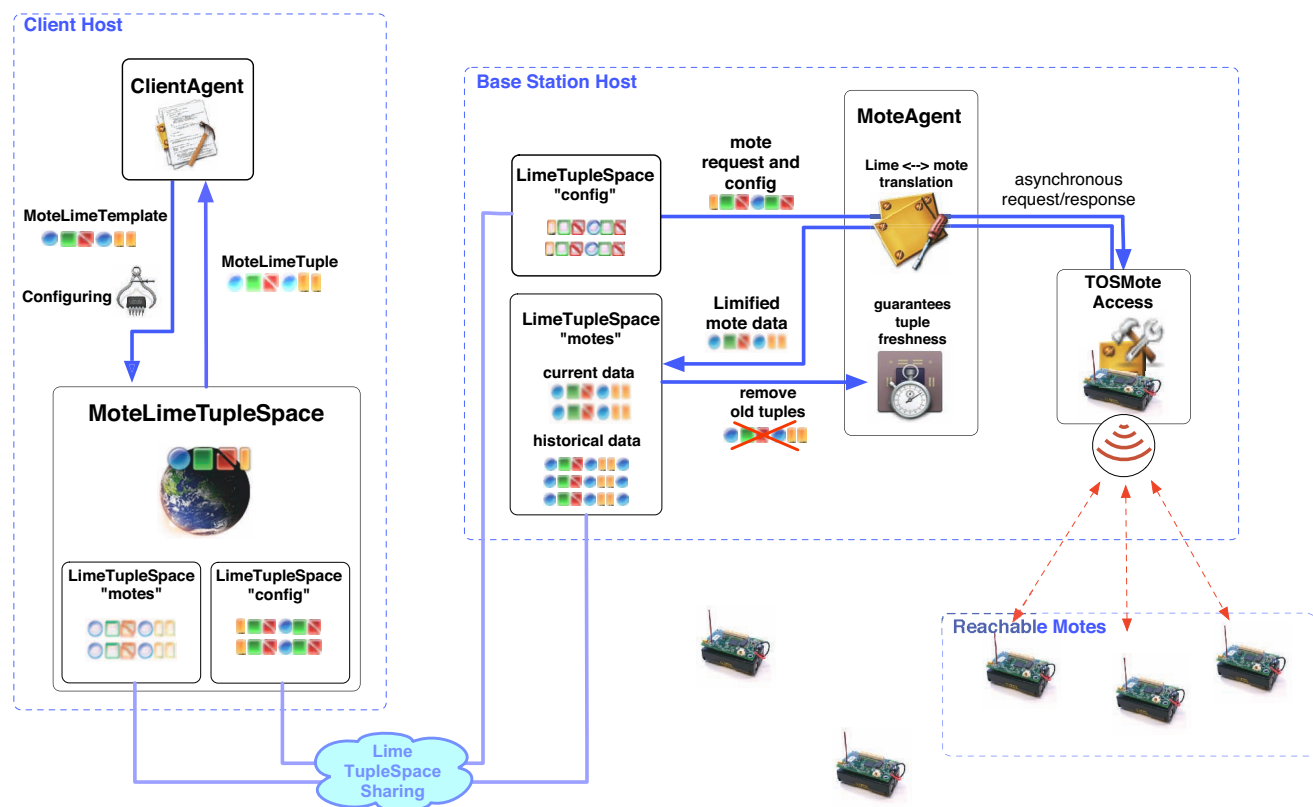 Client Host
ClientAgent
MoteLimeTemplate
MoteLimeTuple
Configuring
MoteLimeTupleSpace
LimeTupleSpace
"motes"
LimeTupleSpace
"config"
Lime
TupleSpace
Sharing
Base Station Host
LimeTupleSpace
"config"
mote
request and
config
MoteAgent
Lime <--> mote
translation
asynchronous
request/response
LimeTupleSpace
"motes"
current data
historical data
Limified
mote data
remove
old tuples
guarantees
tuple
freshness
TOSMote
Access
Reachable Motes